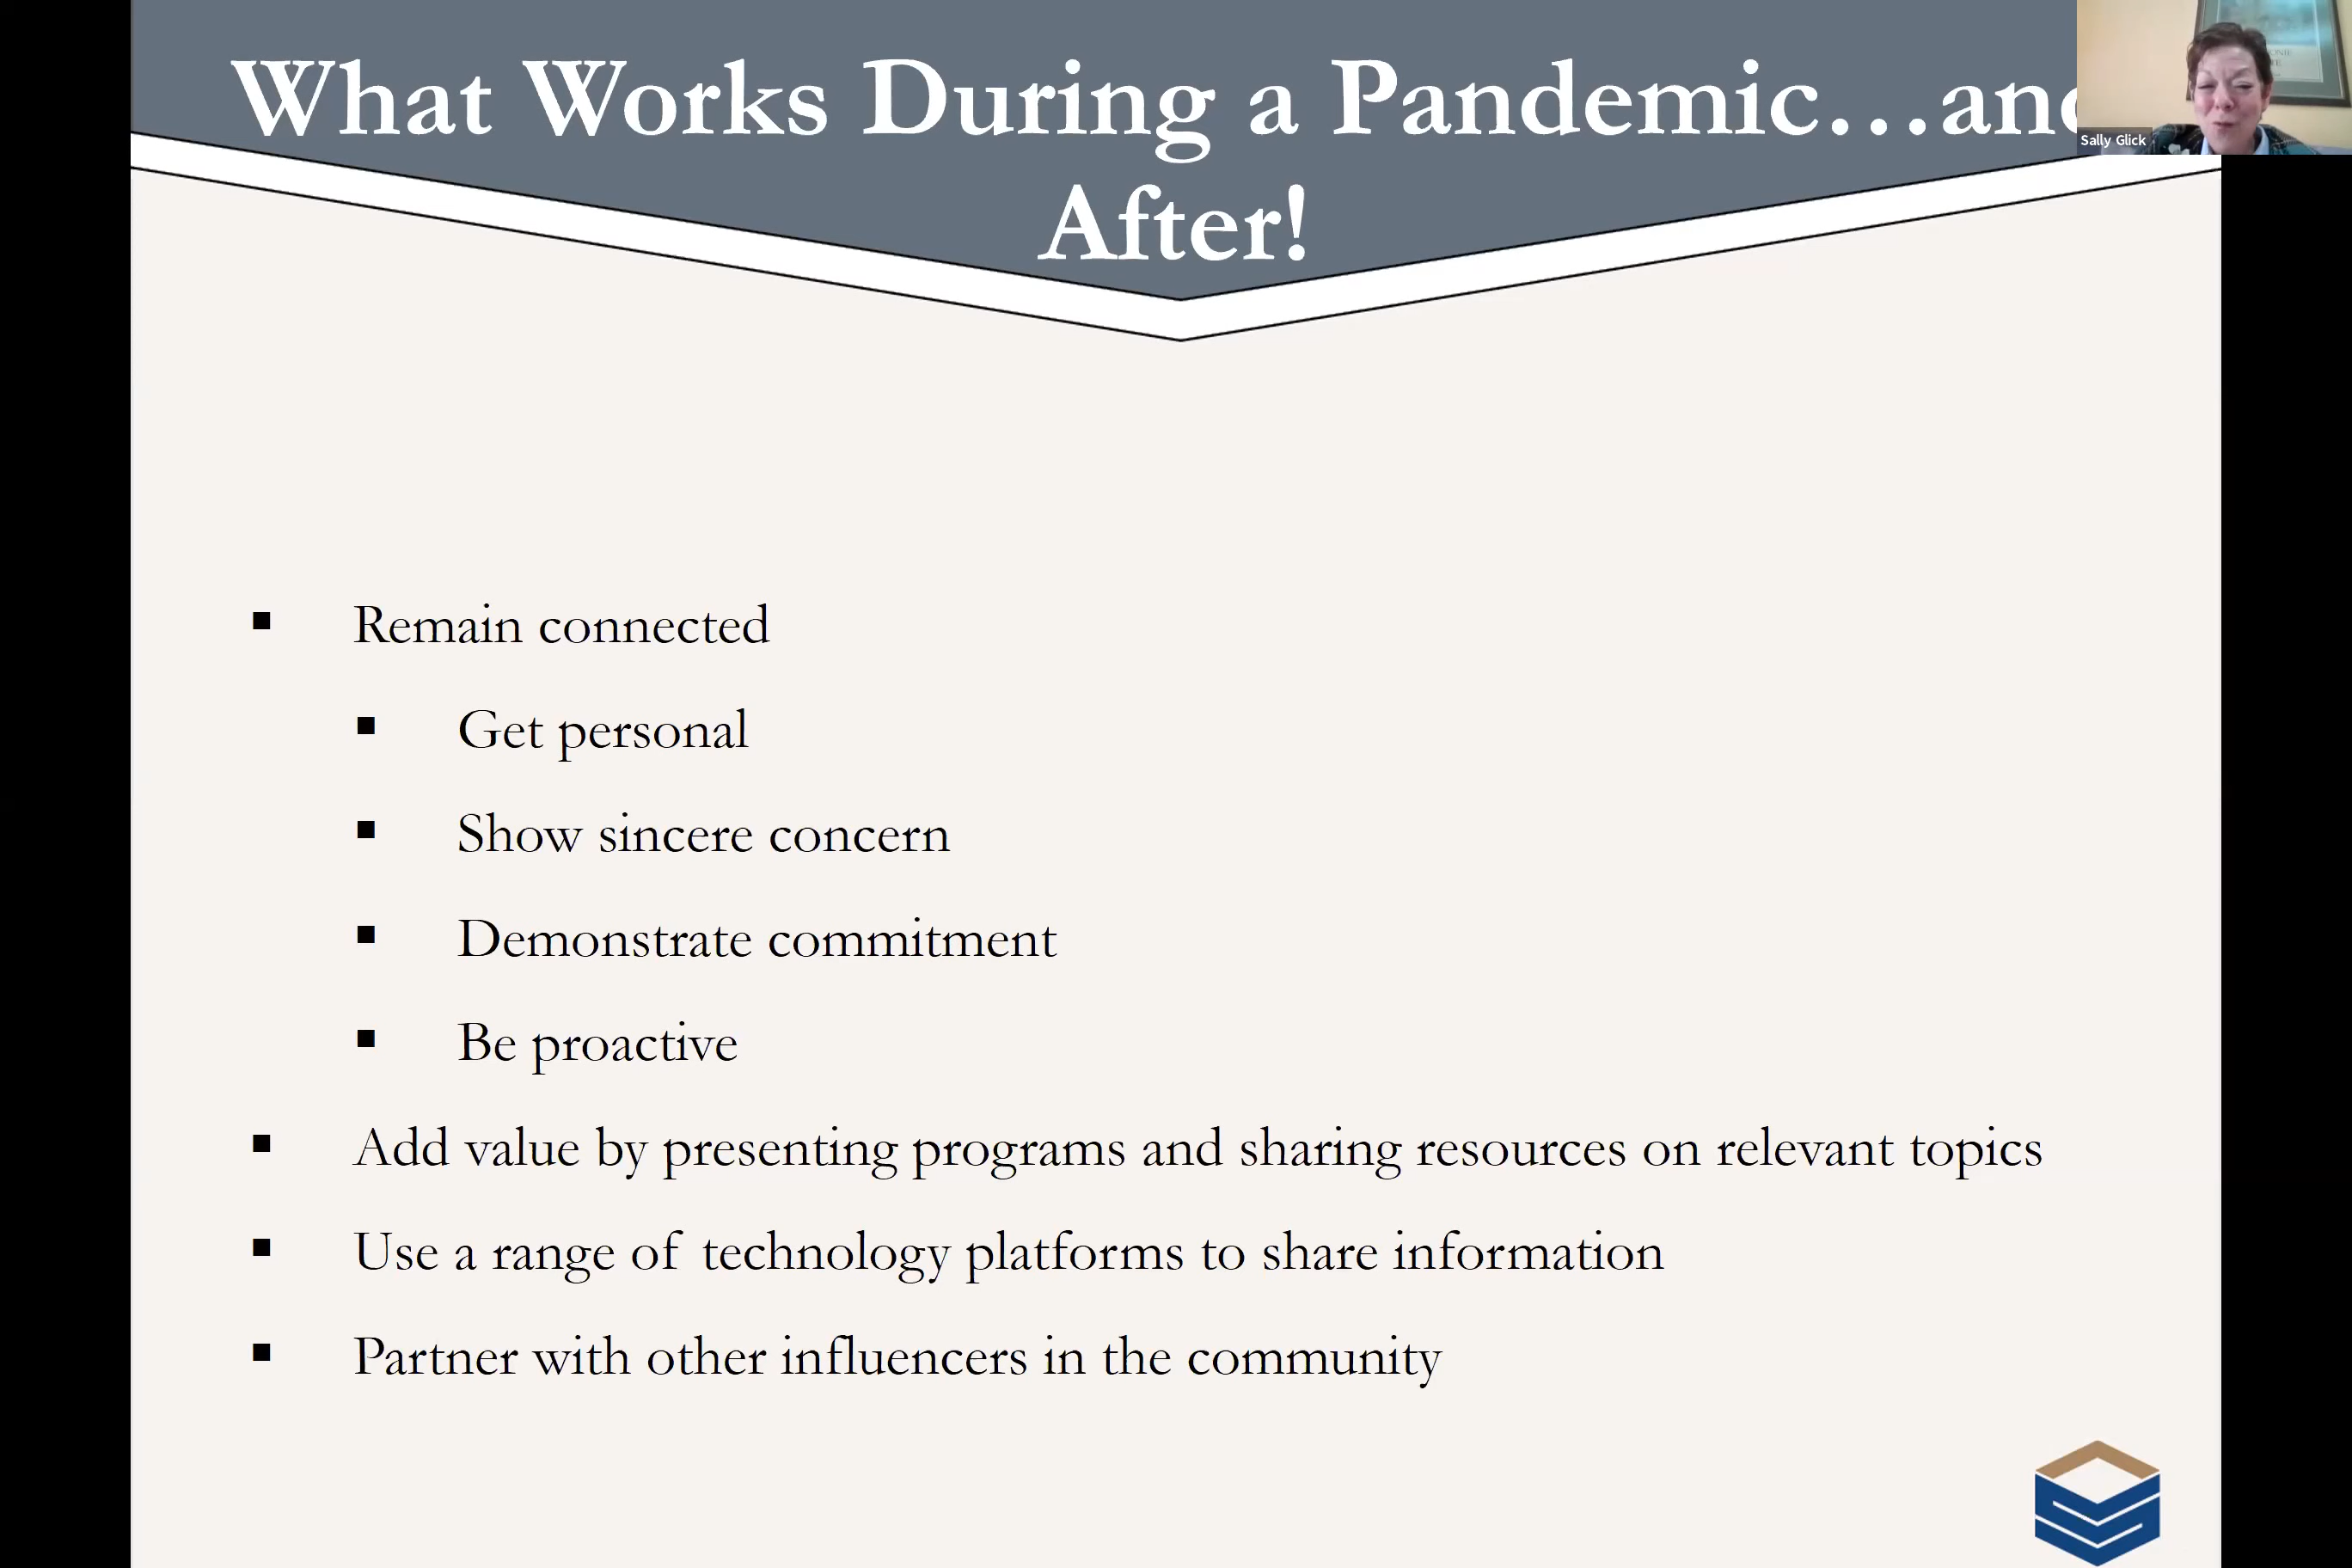 What Works During a Pandemic...and
After!
Sally Glick
Remain connected
Get personal
Show sincere concern
Demonstrate commitment
Be proactive
Add value by presenting programs and sharing resources on relevant topics
Use a range of technology platforms to share information
Partner with other influencers in the community